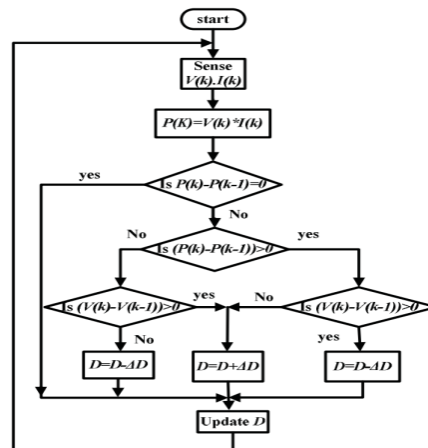 start
Sense
V(k).I(k)
P(K)=V(k)*I(k)
Is P(k)-P(k-1)=0
yes
No
Is (P(k)-P(k-1))>0
No
yes
Is (V(k)-V(k-1))>0
yes
No
Is (V(k)-V(k-1))>0
No
yes
D=D-ΔD
D=D+ΔD
D=D-ΔD
Update D